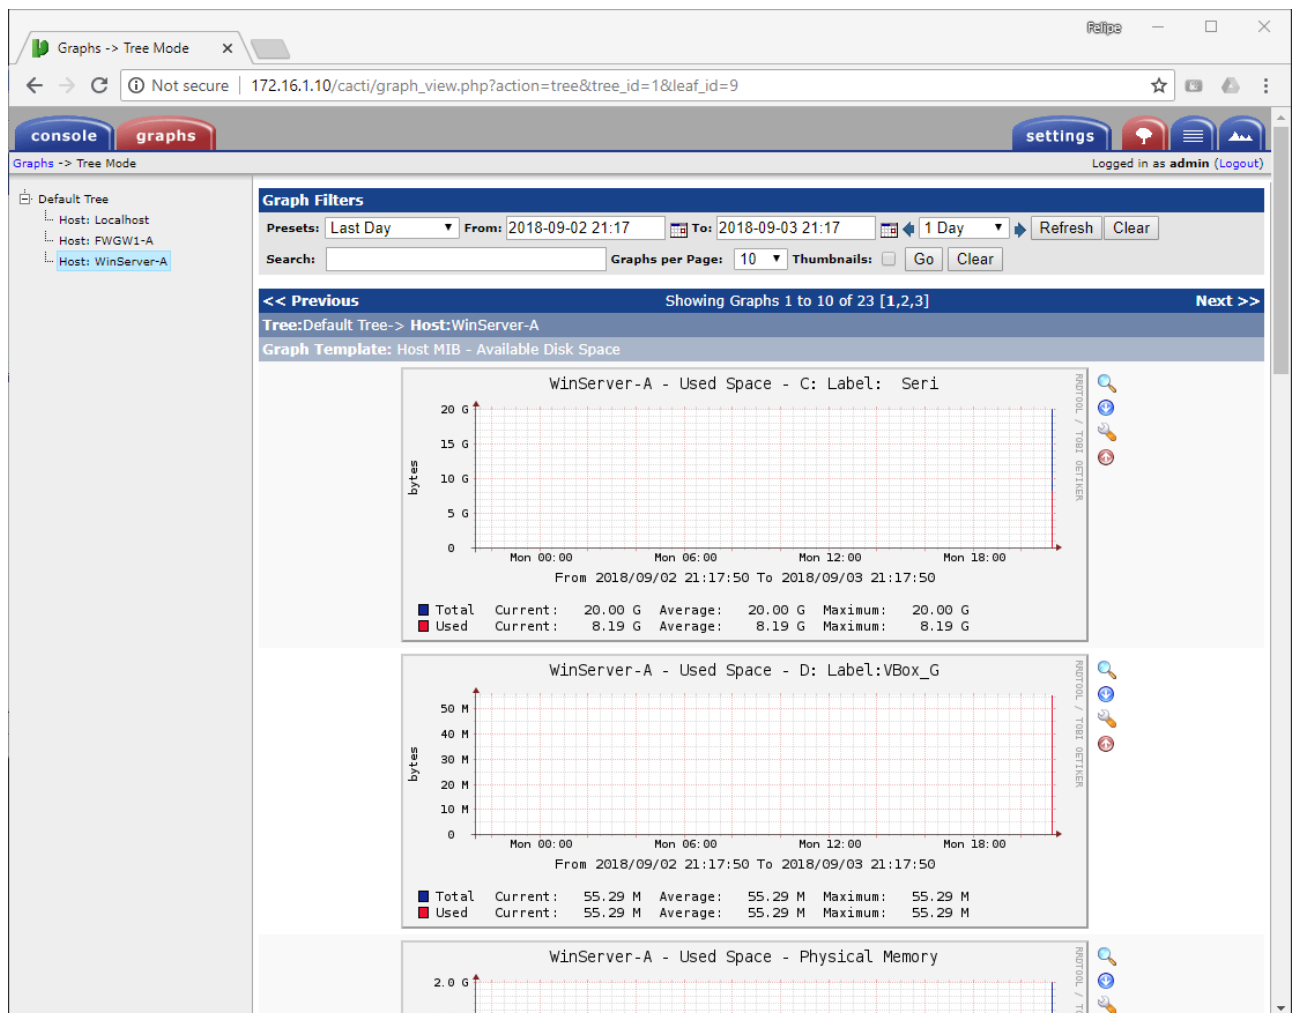 Felipe
Graphs -> Tree Mode
Not secure 172.16.1.10/cacti/graph_view.php?action=tree&tree_id=1&leaf_id=9
console graphs settings
Graphs -> Tree Mode Logged in as admin (Logout)
Default Tree
Host: Localhost
Host: FWGW1-A
Host: WinServer-A
Graph Filters
Presets: Last Day From: 2018-09-02 21:17 To: 2018-09-03 21:17 1 Day Refresh Clear
Search: Graphs per Page: 10 Thumbnails: Go Clear
<< Previous Showing Graphs 1 to 10 of 23 [1,2,3] Next >>
Tree:Default Tree-> Host:WinServer-A
Graph Template: Host MIB - Available Disk Space
WinServer-A - Used Space - C: Label: Seri
RRDTOOL / TOBI OETIKER
bytes
20 G
15 G
10 G
5 G
0
Mon 00:00 Mon 06:00 Mon 12:00 Mon 18:00
From 2018/09/02 21:17:50 To 2018/09/03 21:17:50
Total Current: 20.00 G Average: 20.00 G Maximum: 20.00 G
Used Current: 8.19 G Average: 8.19 G Maximum: 8.19 G
WinServer-A - Used Space - D: Label:VBox_G
RRDTOOL / TOBI OETIKER
bytes
50 M
40 M
30 M
20 M
10 M
0
Mon 00:00 Mon 06:00 Mon 12:00 Mon 18:00
From 2018/09/02 21:17:50 To 2018/09/03 21:17:50
Total Current: 55.29 M Average: 55.29 M Maximum: 55.29 M
Used Current: 55.29 M Average: 55.29 M Maximum: 55.29 M
WinServer-A - Used Space - Physical Memory
RRDTOOL /
2.0 G